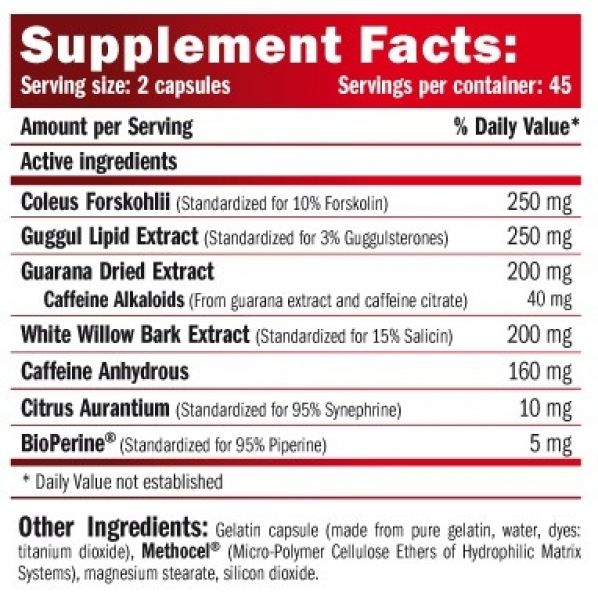 Supplement Facts:
Serving size: 2 capsules Servings per container: 45
Amount per Serving % Daily Value*
Active ingredients
Coleus Forskohlii (Standardized for 10% Forskolin) 250 mg
Guggul Lipid Extract (Standardized for 3% Guggulsterones) 250 mg
Guarana Dried Extract 200 mg
Caffeine Alkaloids (From guarana extract and caffeine citrate) 40 mg
White Willow Bark Extract (Standardized for 15% Salicin) 200 mg
Caffeine Anhydrous 160 mg
Citrus Aurantium (Standardized for 95% Synephrine) 10 mg
BioPerine® (Standardized for 95% Piperine) 5 mg
* Daily Value not established
Other Ingredients: Gelatin capsule (made from pure gelatin, water, dyes:
titanium dioxide), Methocel® (Micro-Polymer Cellulose Ethers of Hydrophilic Matrix
Systems), magnesium stearate, silicon dioxide.